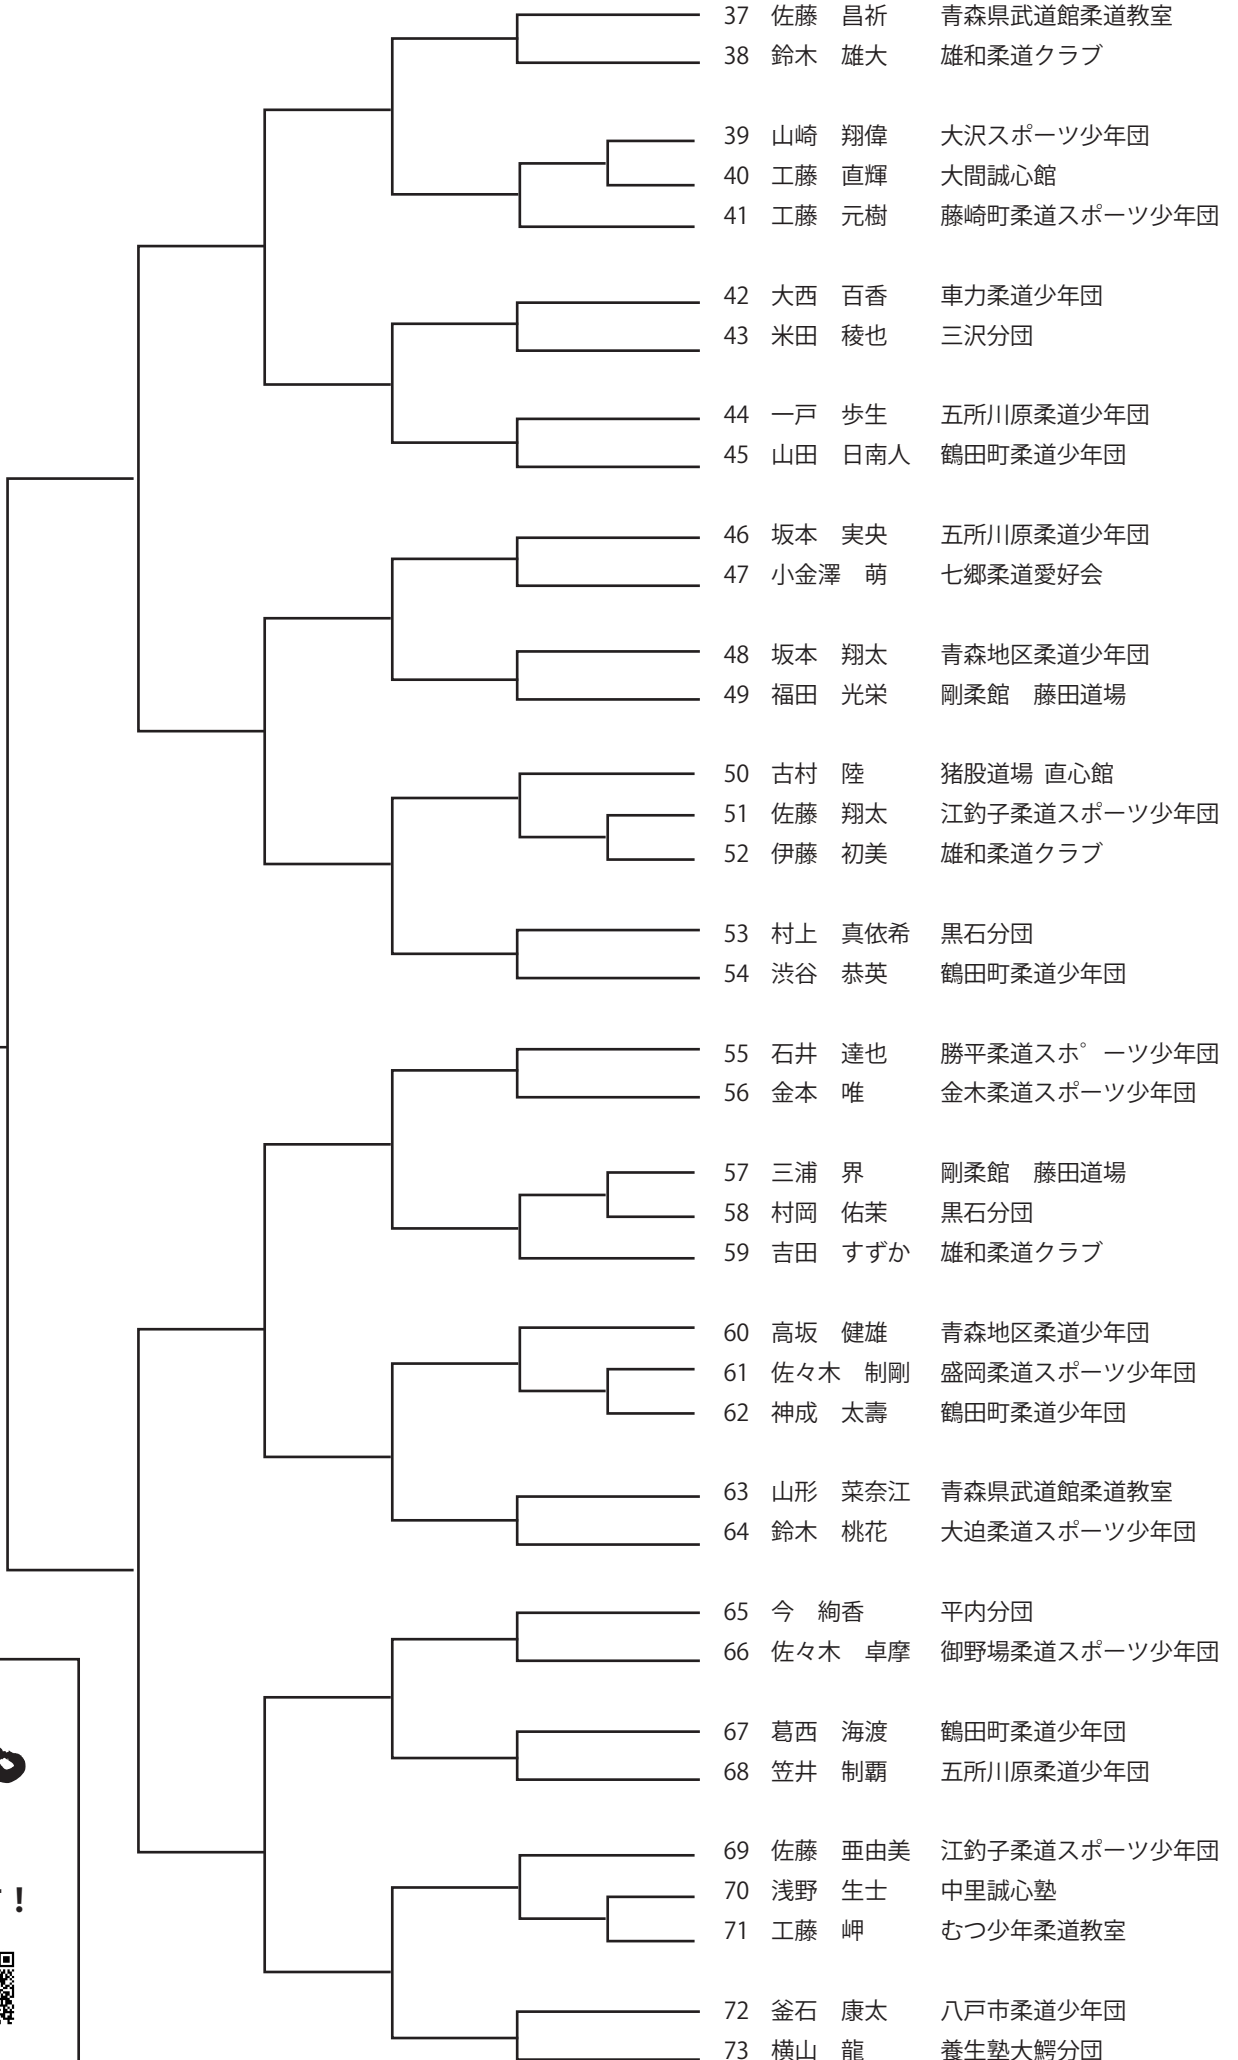 37 佐藤　昌祈 青森県武道館柔道教室
38 鈴木　雄大 雄和柔道クラブ
39 山崎　翔偉 大沢スポーツ少年団
40 工藤　直輝 大間誠心館
41 工藤　元樹 藤崎町柔道スポーツ少年団
42 大西　百香 車力柔道少年団
43 米田　稜也 三沢分団
44 一戸　歩生 五所川原柔道少年団
45 山田　日南人 鶴田町柔道少年団
46 坂本　実央 五所川原柔道少年団
47 小金澤　萌 七郷柔道愛好会
48 坂本　翔太 青森地区柔道少年団
49 福田　光栄 剛柔館　藤田道場
50 古村　陸 猪股道場 直心館
51 佐藤　翔太 江釣子柔道スポーツ少年団
52 伊藤　初美 雄和柔道クラブ
53 村上　真依希 黒石分団
54 渋谷　恭英 鶴田町柔道少年団
55 石井　達也 勝平柔道スホ゜ーツ少年団
56 金本　唯 金木柔道スポーツ少年団
57 三浦　界 剛柔館　藤田道場
58 村岡　佑茉 黒石分団
59 吉田　すずか 雄和柔道クラブ
60 高坂　健雄 青森地区柔道少年団
61 佐々木　制剛 盛岡柔道スポーツ少年団
62 神成　太壽 鶴田町柔道少年団
63 山形　菜奈江 青森県武道館柔道教室
64 鈴木　桃花 大迫柔道スポーツ少年団
65 今　絢香 平内分団
66 佐々木　卓摩 御野場柔道スポーツ少年団
67 葛西　海渡 鶴田町柔道少年団
68 笠井　制覇 五所川原柔道少年団
69 佐藤　亜由美 江釣子柔道スポーツ少年団
70 浅野　生士 中里誠心塾
71 工藤　岬 むつ少年柔道教室
72 釜石　康太 八戸市柔道少年団
73 横山　龍 養生塾大鰐分団
！